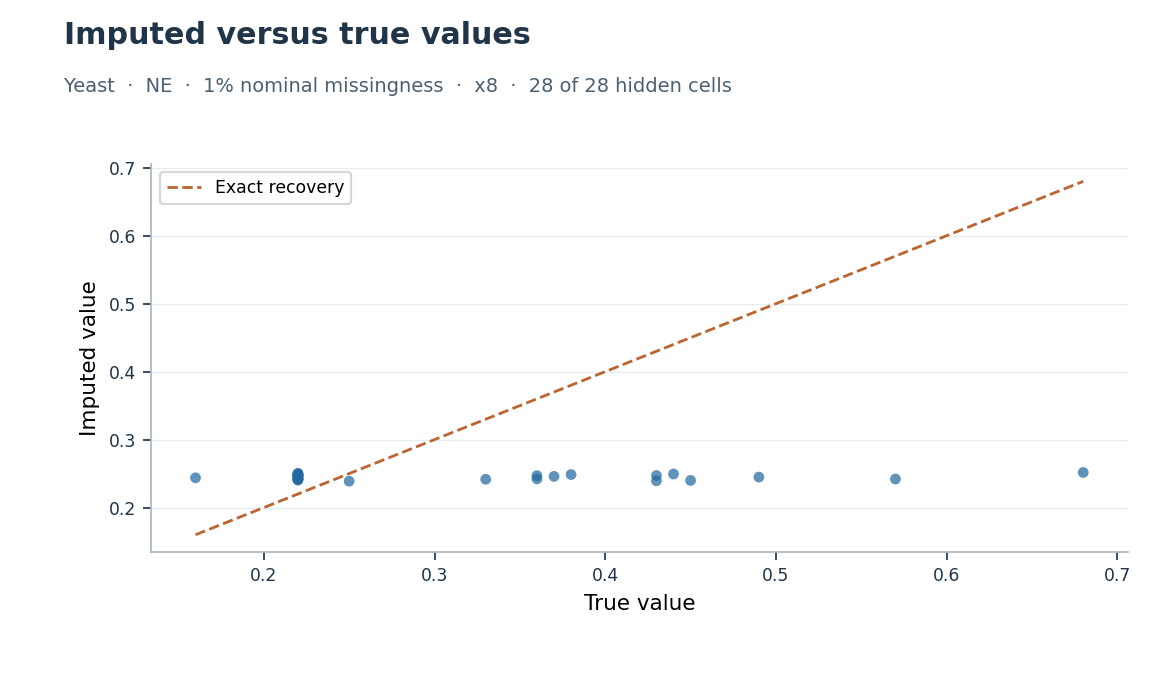 Imputed versus true values
Yeast · NE · 1% nominal missingness · x8 · 28 of 28 hidden cells
0.7
0.6
0.5
0.4
0.3
0.2
Imputed value
Exact recovery
0.2
0.3
0.4
0.5
0.6
0.7
True value